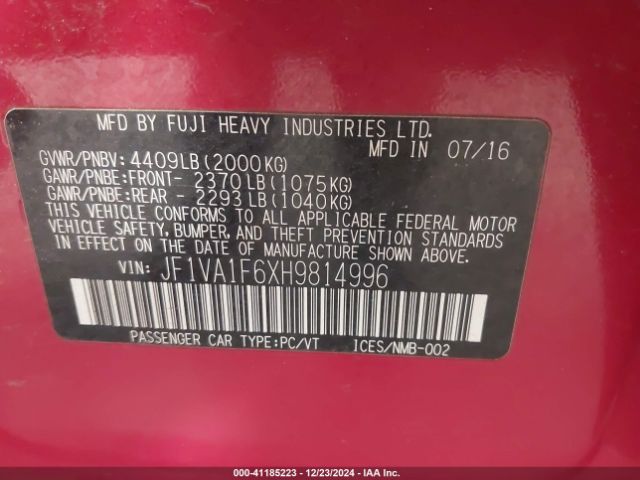 MFD BY FUJI HEAVY INDUSTRIES LTD.
MFD IN 07/16
GVWR/PNBV: 4409LB(2000KG)
GAWR/PNBE:FRONT- 2370LB(1075KG)
GAWR/PNBE:REAR - 2293LB(1040KG)
THIS VEHICLE CONFORMS TO ALL APPLICABLE FEDERAL MOTOR
VEHICLE SAFETY, BUMPER, AND THEFT PREVENTION STANDARDS
IN EFFECT ON THE DATE OF MANUFACTURE SHOWN ABOVE.
VIN: JF1VA1F6XH9814996
PASSENGER CAR TYPE:PC/VT ICES/NMB-002
000-41185223 - 12/23/2024 - IAAI.COM